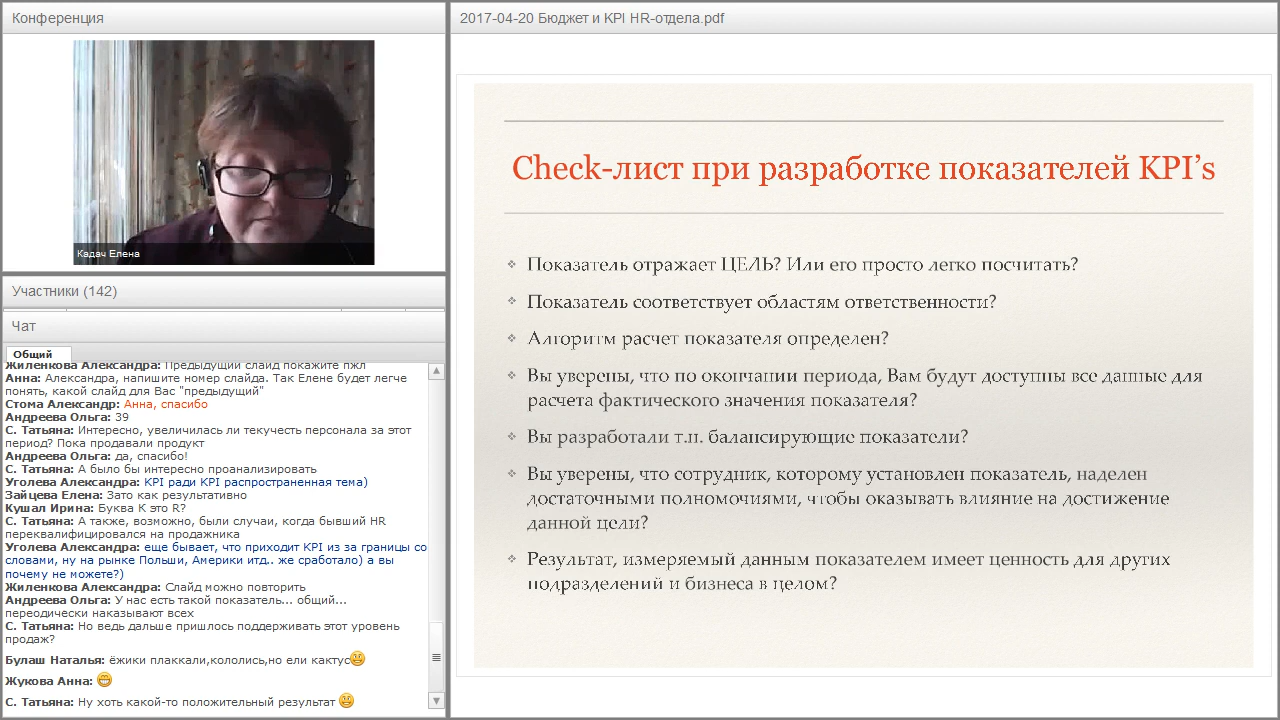 Конференция
Кадач Елена
Участники (142)
Чат
Общий
Жиленкова Александра: Предыдущий слайд покажите пжл
Анна: Александра, напишите номер слайда. Так Елене будет легче
понять, какой слайд для Вас "предыдущий"
Стома Александр: Анна, спасибо
Андреева Ольга: 39
С. Татьяна: Интересно, увеличилась ли текучесть персонала за этот
период? Пока продавали продукт
Андреева Ольга: да, спасибо!
С. Татьяна: А было бы интересно проанализировать
Уголева Александра: KPI ради KPI распространенная тема)
Зайцева Елена: Зато как результативно
Кушал Ирина: Буква К это R?
С. Татьяна: А также, возможно, были случаи, когда бывший HR
переквалифицировался на продажника
Уголева Александра: еще бывает, что приходит KPI из за границы со
словами, ну на рынке Польши, Америки итд.. же сработало) а вы
почему не можете?)
Жиленкова Александра: Слайд можно повторить
Андреева Ольга: У нас есть такой показатель... общий...
переодически наказывают всех
С. Татьяна: Но ведь дальше пришлось поддерживать этот уровень
продаж?
Булаш Наталья: ёжики плаккали,кололись,но ели кактус
Жукова Анна:
С. Татьяна: Ну хоть какой-то положительный результат
2017-04-20 Бюджет и KPI HR-отдела.pdf
Check-лист при разработке показателей KPI’s
Показатель отражает ЦЕЛЬ? Или его просто легко посчитать?
Показатель соответствует областям ответственности?
Алгоритм расчет показателя определен?
Вы уверены, что по окончании периода, Вам будут доступны все данные для
расчета фактического значения показателя?
Вы разработали т.н. балансирующие показатели?
Вы уверены, что сотрудник, которому установлен показатель, наделен
достаточными полномочиями, чтобы оказывать влияние на достижение
данной цели?
Результат, измеряемый данным показателем имеет ценность для других
подразделений и бизнеса в целом?